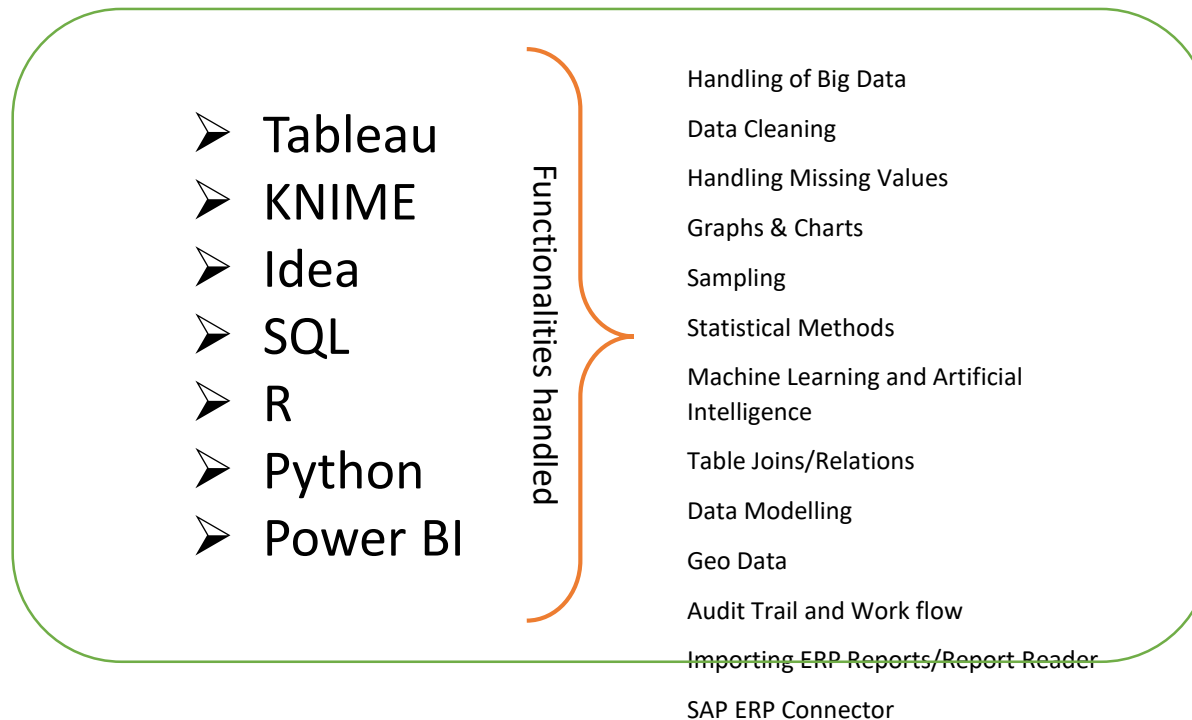 Tableau
KNIME
Idea
SQL
R
Python
Power BI
Functionalities handled
Handling of Big Data
Data Cleaning
Handling Missing Values
Graphs & Charts
Sampling
Statistical Methods
Machine Learning and Artificial
Intelligence
Table Joins/Relations
Data Modelling
Geo Data
Audit Trail and Work flow
Importing ERP Reports/Report Reader
SAP ERP Connector